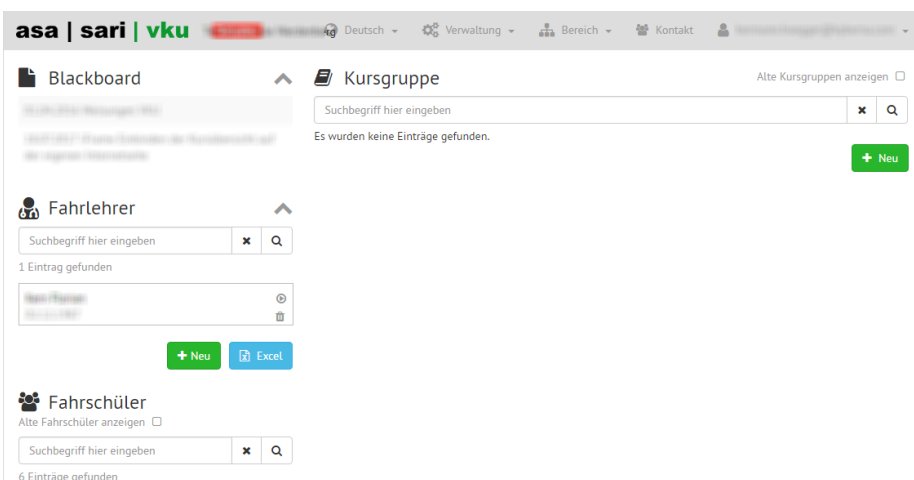 asa | sari | vku
Deutsch
Verwaltung
Bereich
Kontakt
Blackboard
Fahrlehrer
Suchbegriff hier eingeben
1 Eintrag gefunden
Neu
Excel
Fahrschüler
Alte Fahrschüler anzeigen
Suchbegriff hier eingeben
6 Einträge gefunden
Kursgruppe
Alte Kursgruppen anzeigen
Suchbegriff hier eingeben
Es wurden keine Einträge gefunden.
Neu